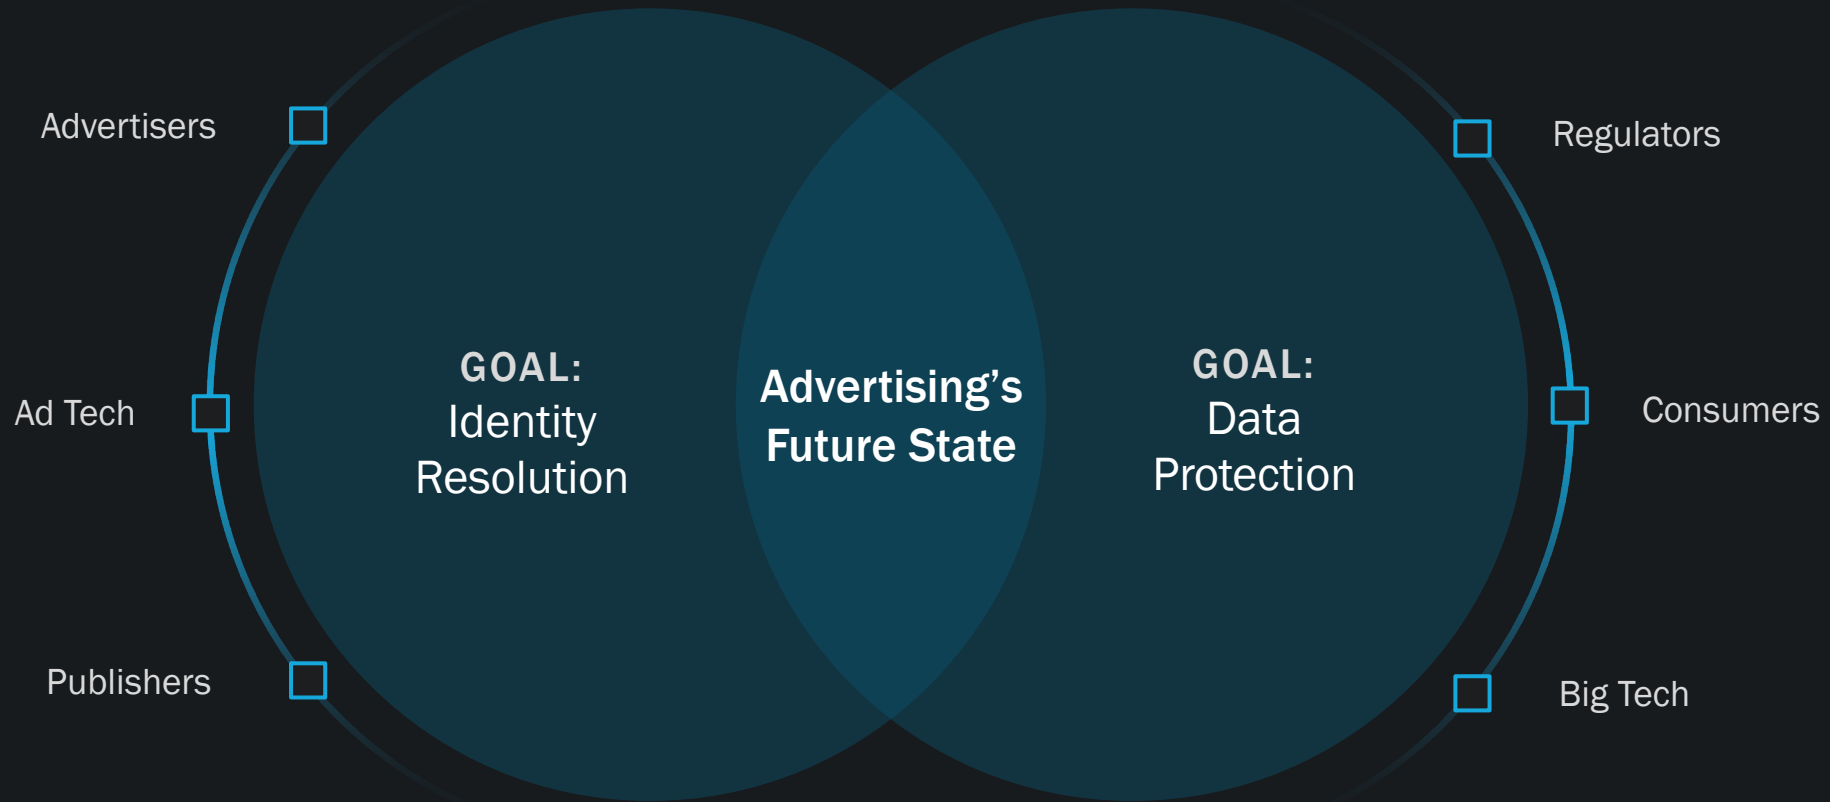 Advertisers
Ad Tech
Publishers
GOAL:
Identity
Resolution
Advertising’s
Future State
GOAL:
Data
Protection
Regulators
Consumers
Big Tech